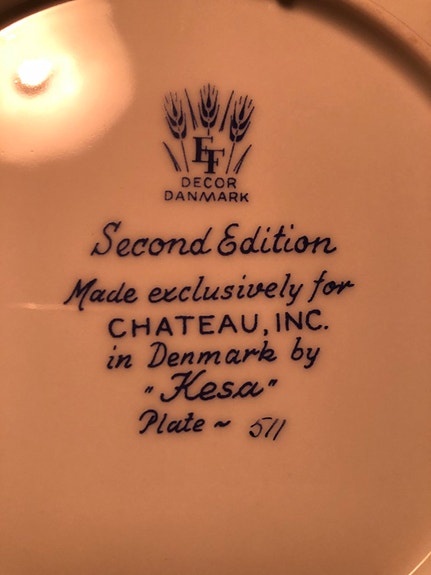 EF
DECOR
DANMARK
Second Edition
Made exclusively for
CHATEAU, INC.
in Denmark by
"Kesa"
Plate ~ 511